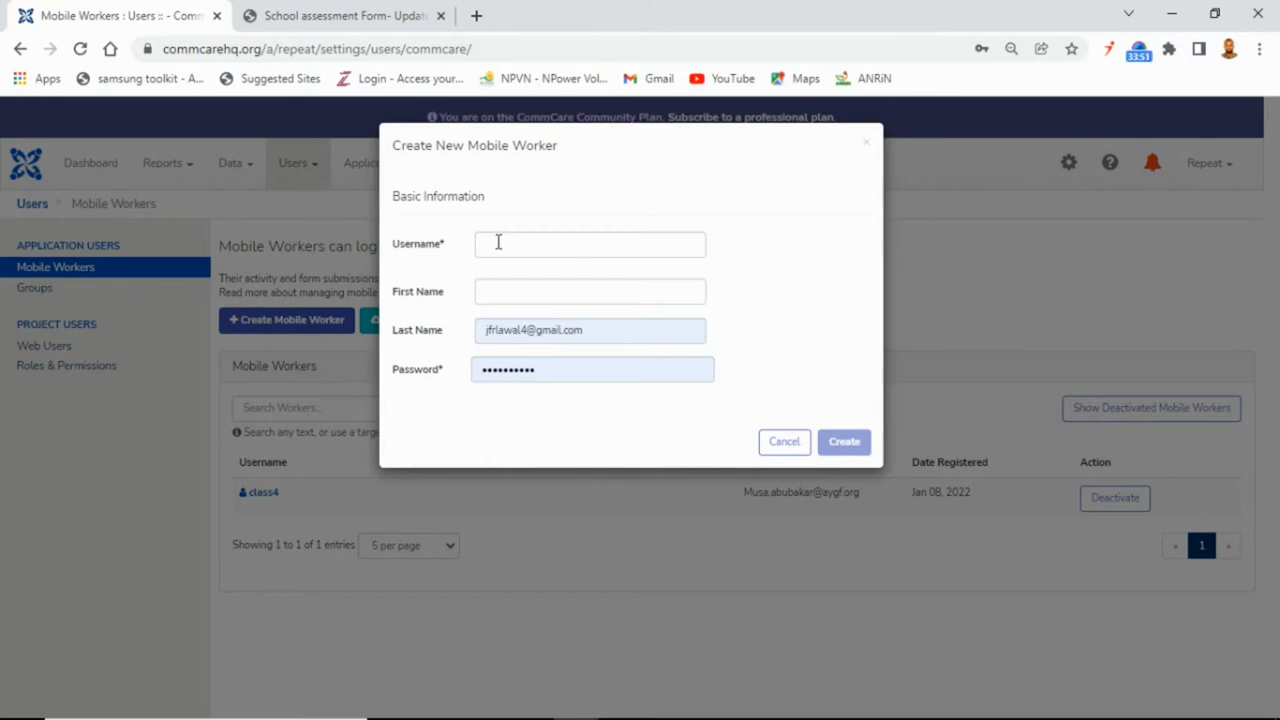 Mobile Workers : Users :: - Comm
School assessment Form- Update
commcarehq.org/a/repeat/settings/users/commcare/
33:51
Apps
samsung toolkit - A...
Suggested Sites
Login - Access your...
NPVN - NPower Vol...
Gmail
YouTube
Maps
ANRiN
You are on the CommCare Community Plan. Subscribe to a professional plan.
Dashboard
Reports
Data
Users
Applic
Repeat
Users
Mobile Workers
APPLICATION USERS
Mobile Workers
Groups
PROJECT USERS
Web Users
Roles & Permissions
Mobile Workers can log
Their activity and form submissions
Read more about managing mobile
+ Create Mobile Worker
Create New Mobile Worker
×
Basic Information
Username*
First Name
Last Name
jfrlawal4@gmail.com
Password*
••••••••••
Cancel
Create
Mobile Workers
Search Workers...
Search any text, or use a targe
Show Deactivated Mobile Workers
Username
Date Registered
Action
class4
Musa.abubakar@aygf.org
Jan 08, 2022
Deactivate
Showing 1 to 1 of 1 entries
5 per page
« 1 »